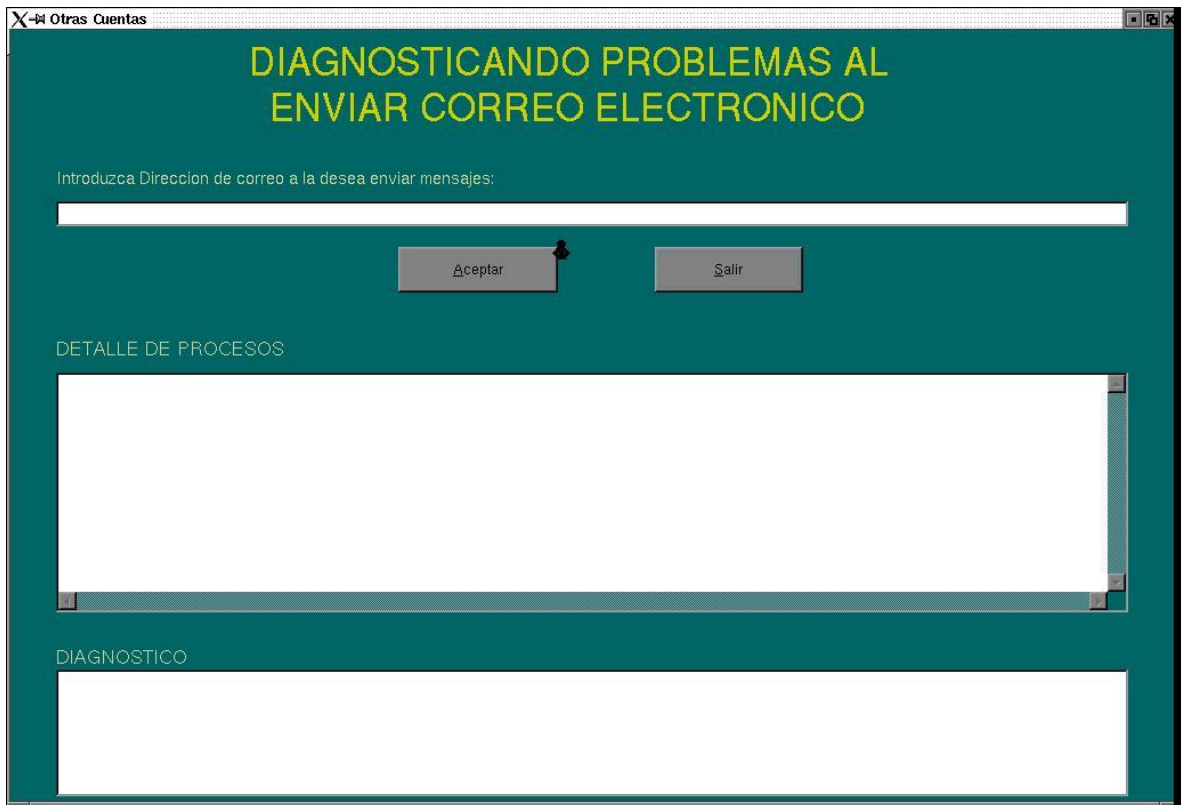 Otras Cuentas
DIAGNOSTICANDO PROBLEMAS AL
ENVIAR CORREO ELECTRONICO
Introduzca Direccion de correo a la desea enviar mensajes:
Aceptar
Salir
DETALLE DE PROCESOS
DIAGNOSTICO